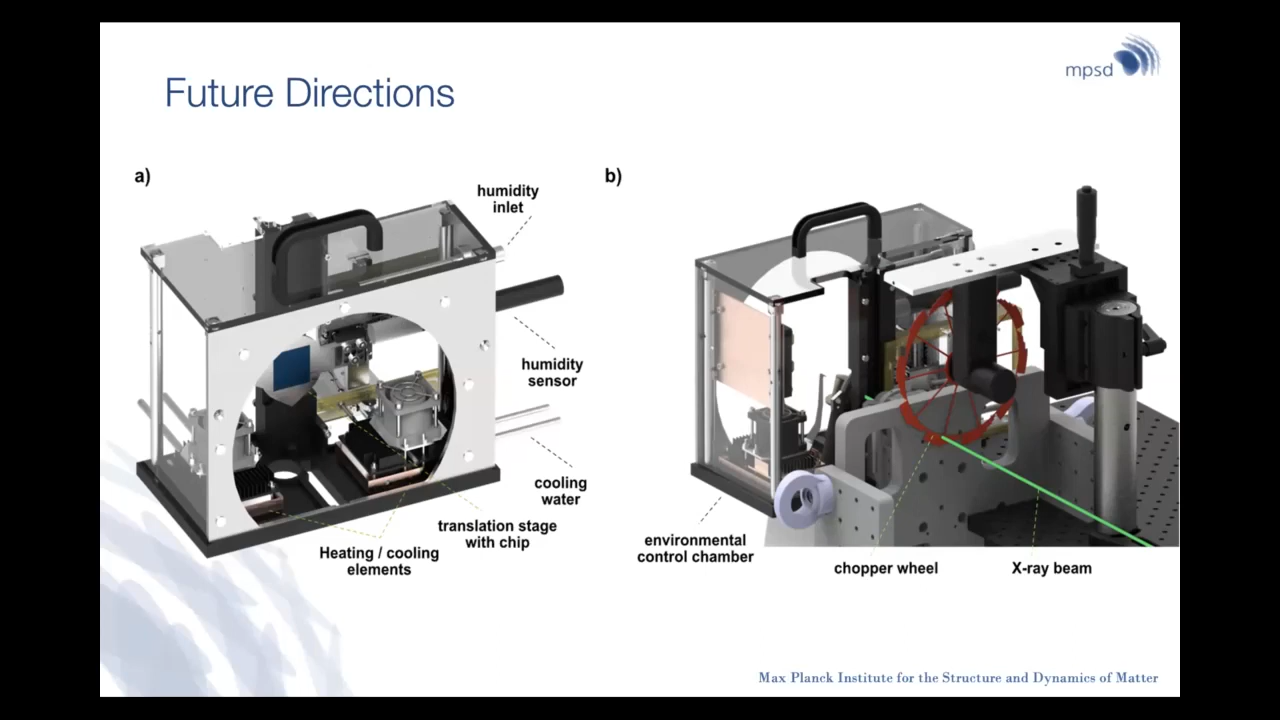 mpsd
Future Directions
a)
humidity
inlet
humidity
sensor
cooling
water
translation stage
with chip
Heating / cooling
elements
b)
environmental
control chamber
chopper wheel
X-ray beam
Max Planck Institute for the Structure and Dynamics of Matter